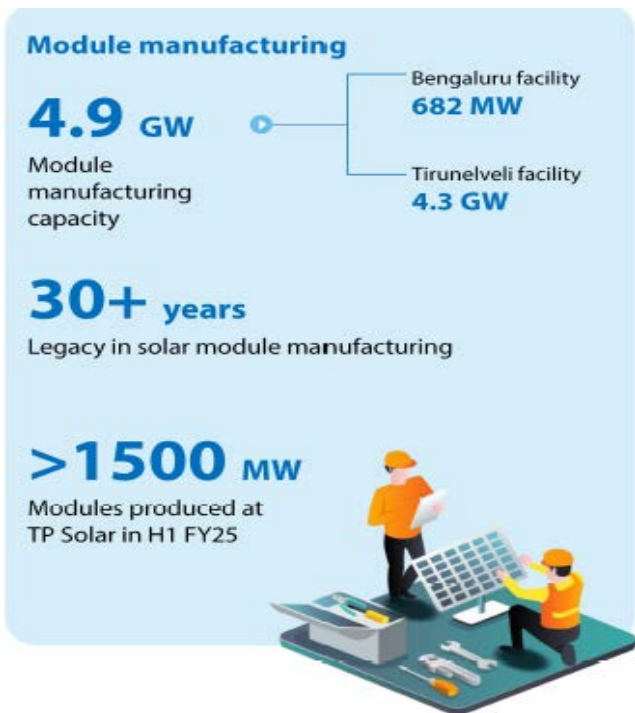 Module manufacturing
4.9 GW
Module
manufacturing
capacity
Bengaluru facility
682 MW
Tirunelveli facility
4.3 GW
30+ years
Legacy in solar module manufacturing
>1500 MW
Modules produced at
TP Solar in H1 FY25